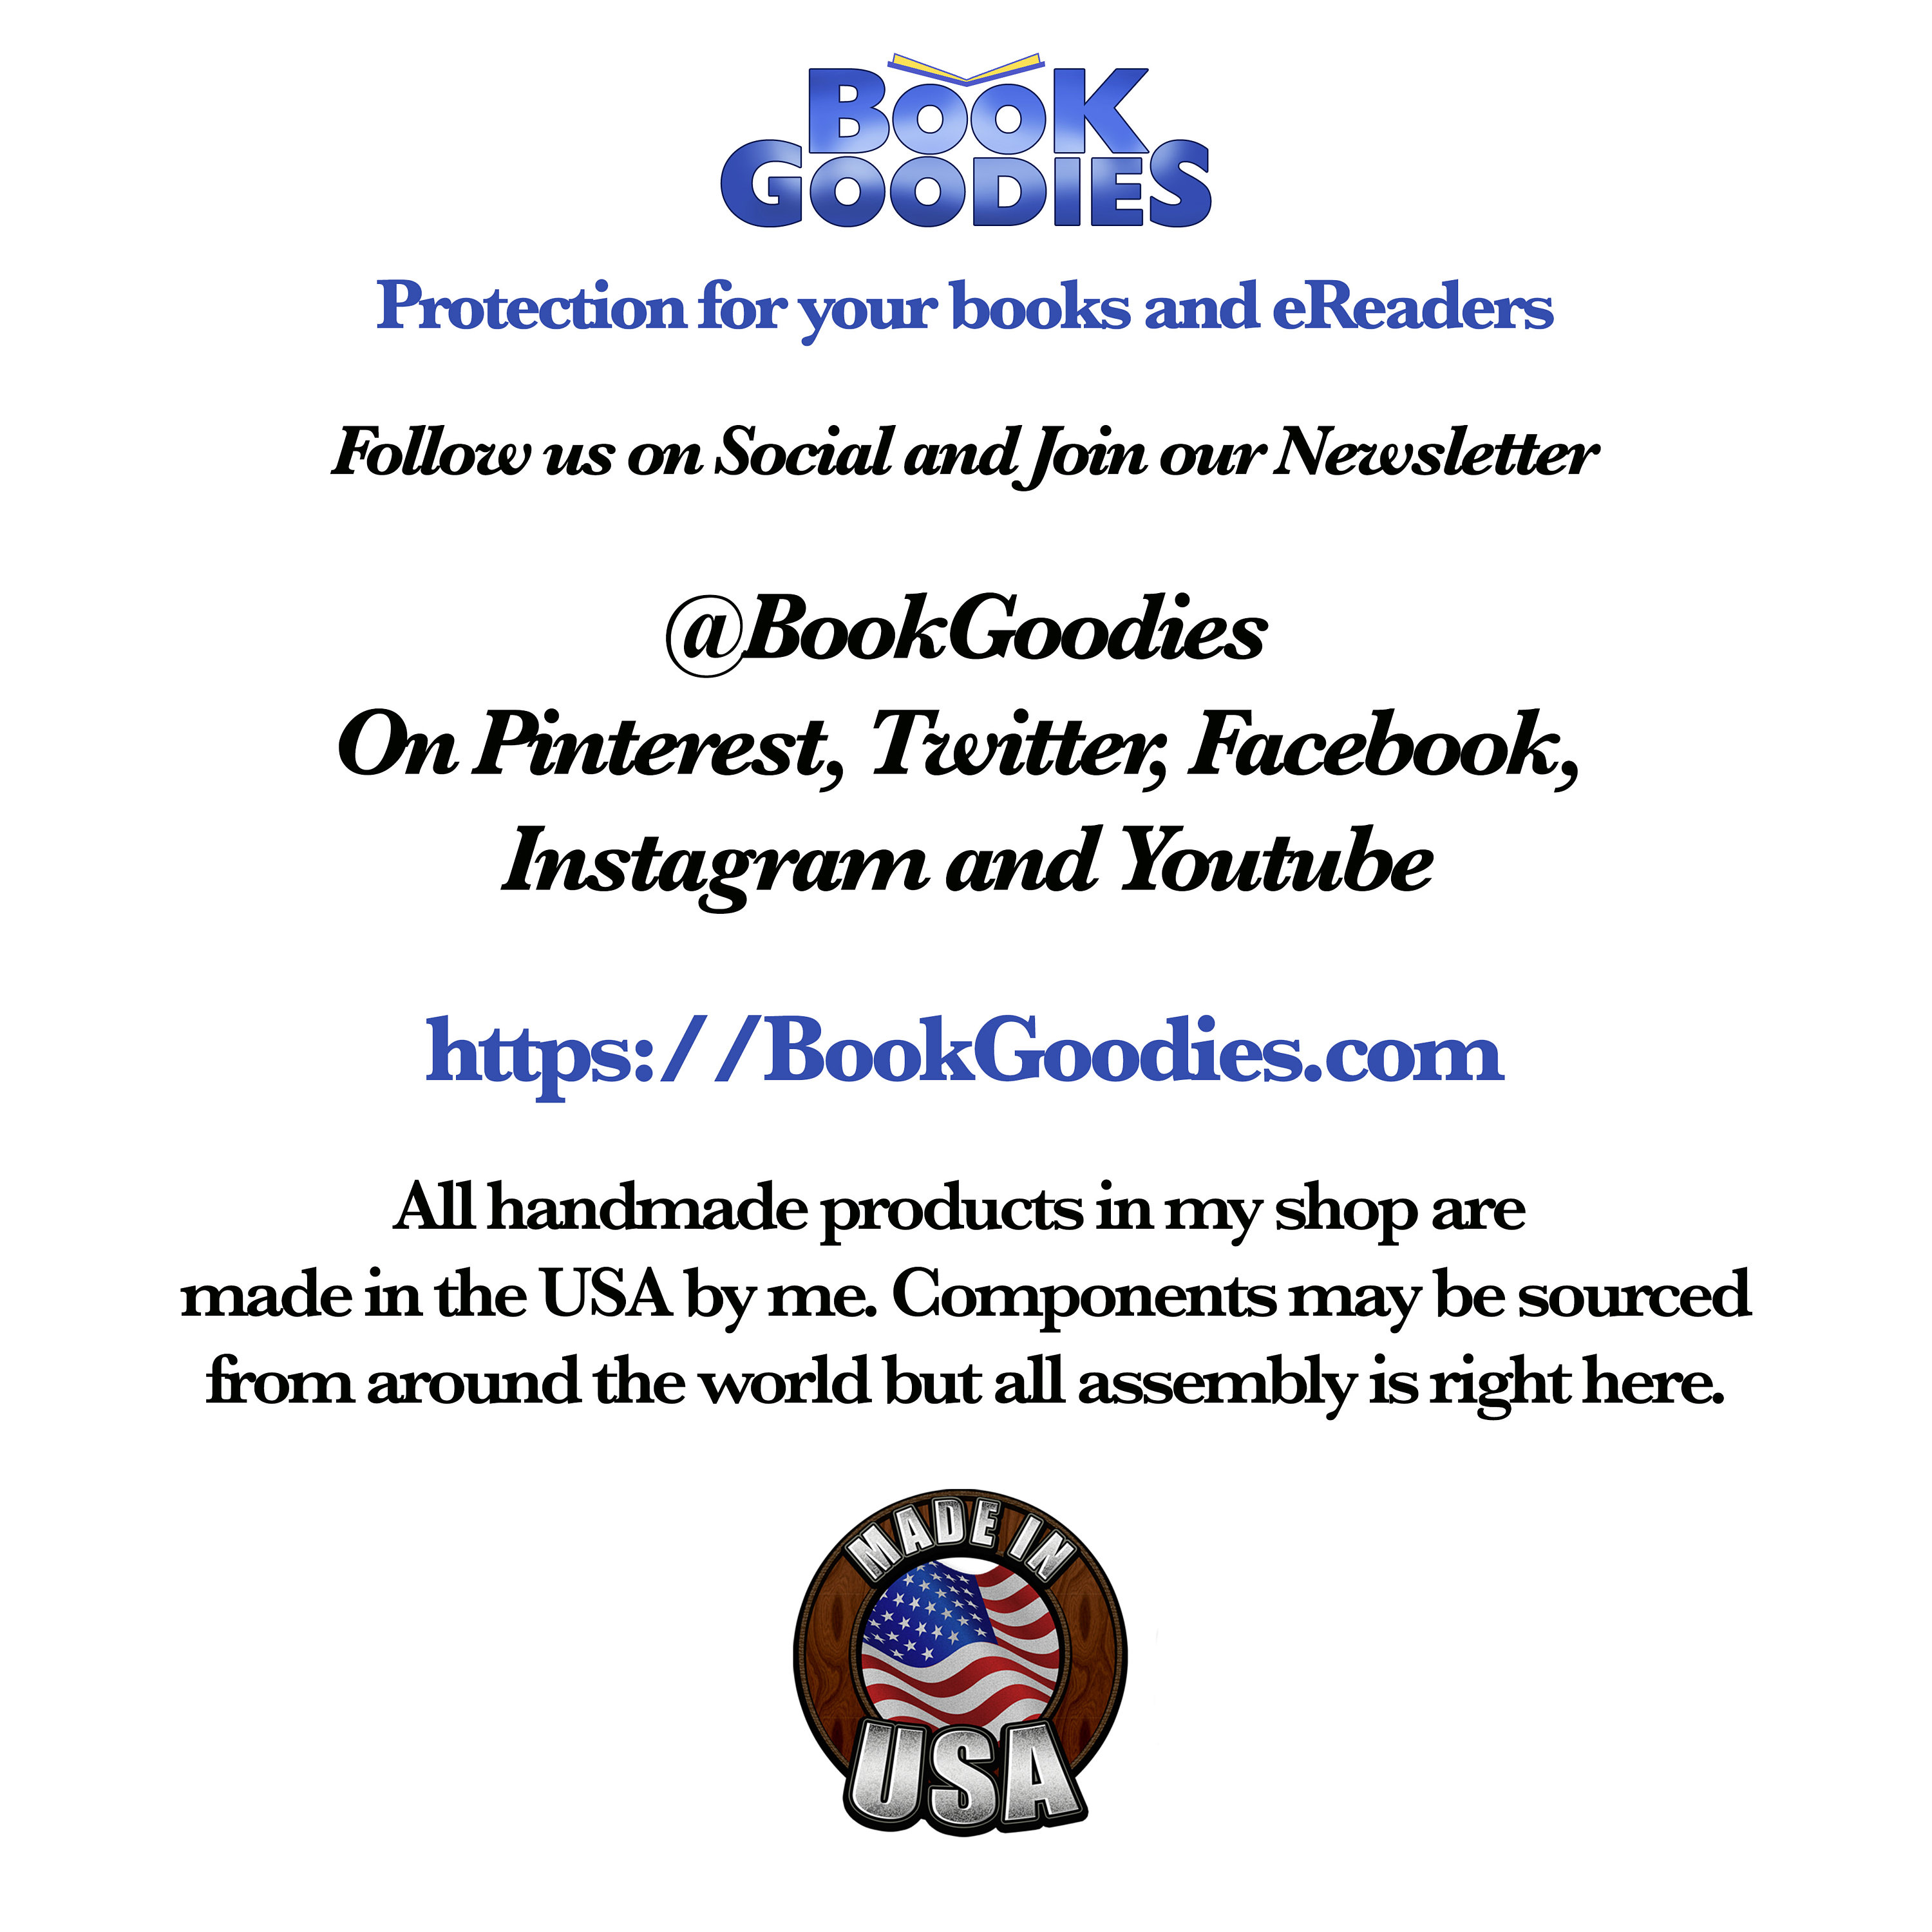 BOOK
GOODIES
Protection for your books and eReaders
Follow us on Social and Join our Newsletter
@BookGoodies
On Pinterest, Twitter, Facebook,
Instagram and Youtube
https://BookGoodies.com
All handmade products in my shop are
made in the USA by me. Components may be sourced
from around the world but all assembly is right here.
MADE IN
USA